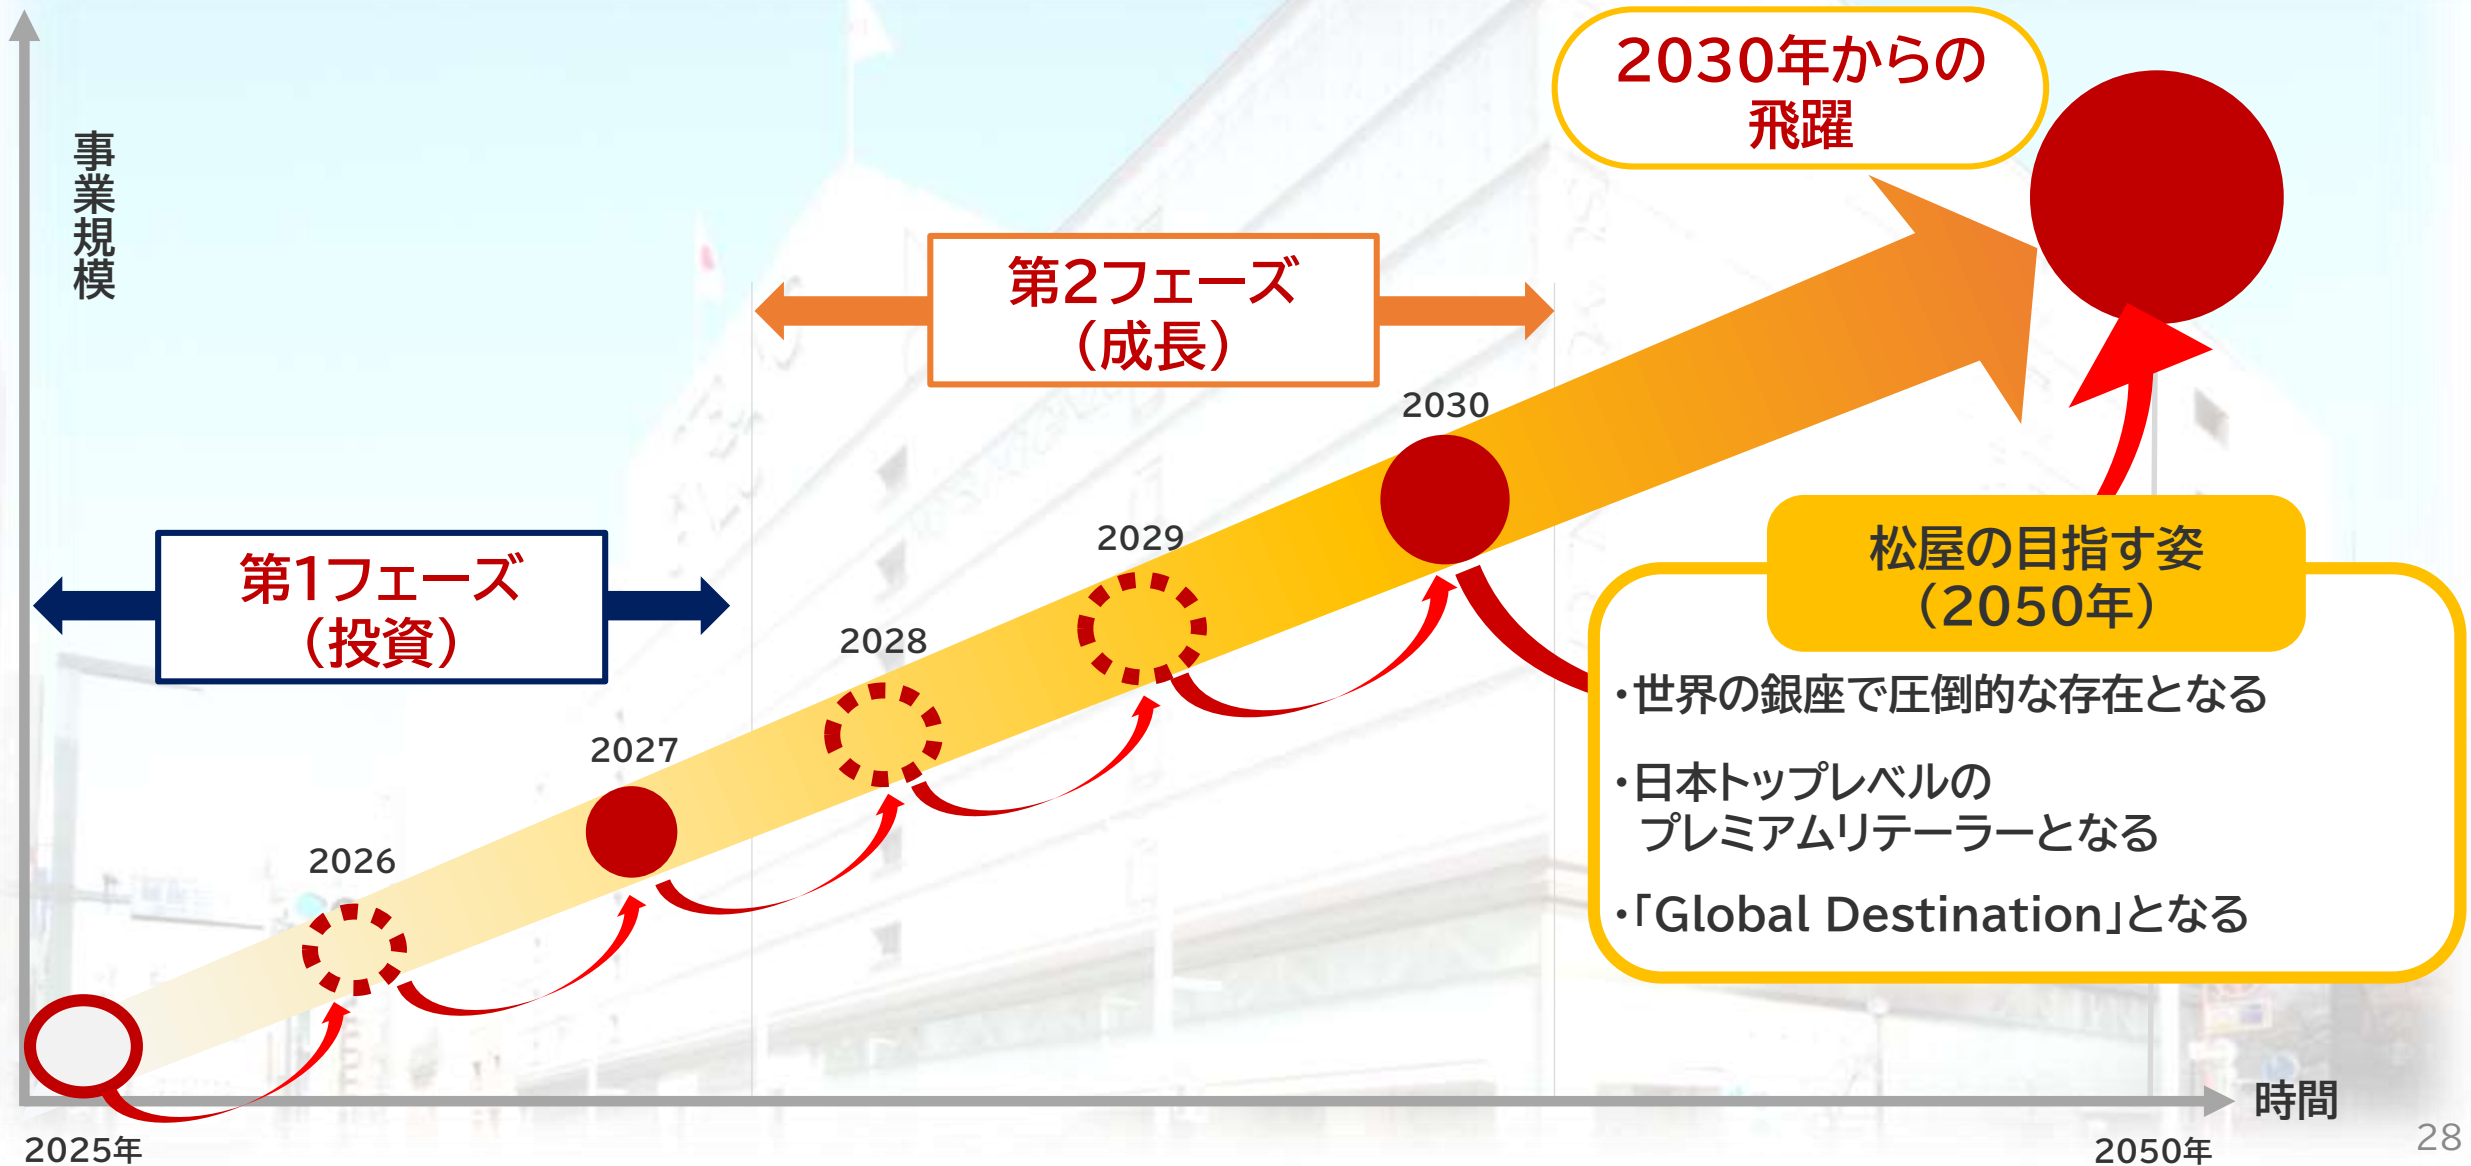 2030年からの
飛躍
事業規模
第2フェーズ
（成長）
2030
第1フェーズ
（投資）
2029
2028
2027
2026
松屋の目指す姿
（2050年）
・世界の銀座で圧倒的な存在となる
・日本トップレベルの
プレミアムリテーラーとなる
・「Global Destination」となる
時間
2025年
2050年
28